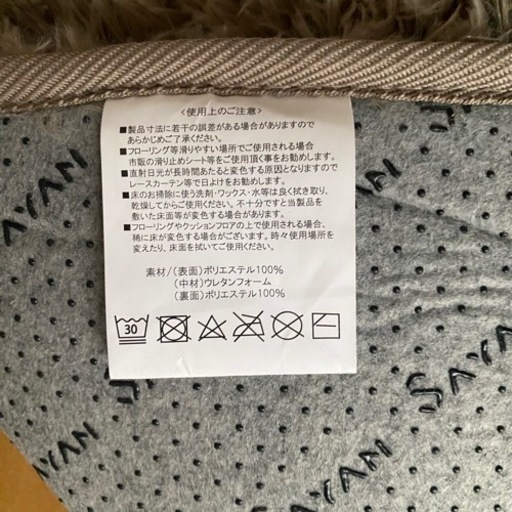 〈使用上のご注意〉
■製品寸法に若干の誤差がある場合がありますので
あらかじめご了承ください。
■フローリング等滑りやすい場所でご使用される場合
市販の滑り止めシート等をご使用頂く事をお勧めします。
■直射日光が長時間あたると変色する原因となりますので
レースカーテン等で日よけをお勧めします。
■床のお掃除に使う洗剤・ワックス・水等は良く拭き取り、
乾燥してからご使用ください。不十分ですと当製品を
敷いた床面等が変色する場合があります。
■フローリングやクッションフロアの上で使用される場合、
稀に床が変色する場合がございます。時々使用場所を
変えたり、床面を拭いてご使用ください。
素材/(表面)ポリエステル100%
(中材)ウレタンフォーム
(裏面)ポリエステル100%
30
SAYAN
SAYAN
SAYAN